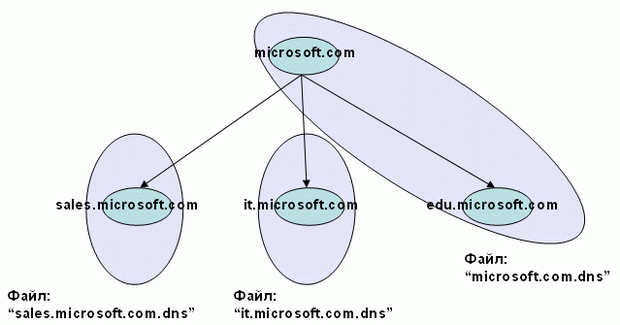 microsoft.com
sales.microsoft.com
it.microsoft.com
edu.microsoft.com
Файл:
“microsoft.com.dns”
Файл:
“sales.microsoft.com.dns”
Файл:
“it.microsoft.com.dns”